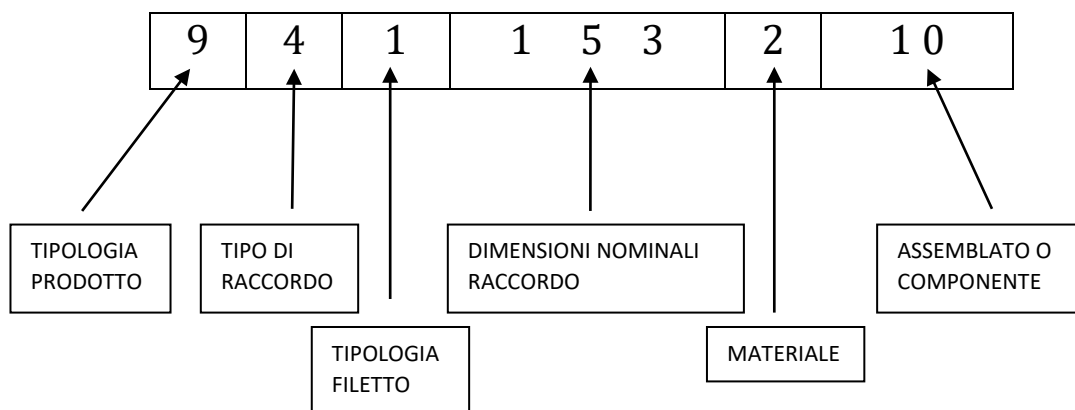 9 4 1 1 5 3 2 1 0
TIPOLOGIA
PRODOTTO
TIPO DI
RACCORDO
DIMENSIONI NOMINALI
RACCORDO
ASSEMBLATO O
COMPONENTE
TIPOLOGIA
FILETTO
MATERIALE